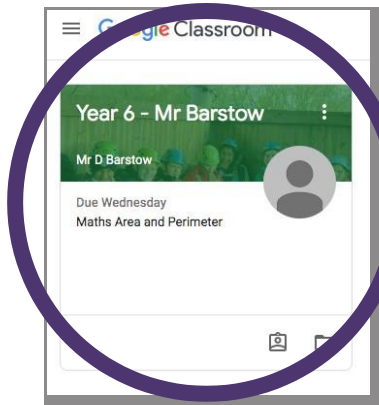 Google Classroom
Year 6 - Mr Barstow
Mr D Barstow
Due Wednesday
Maths Area and Perimeter